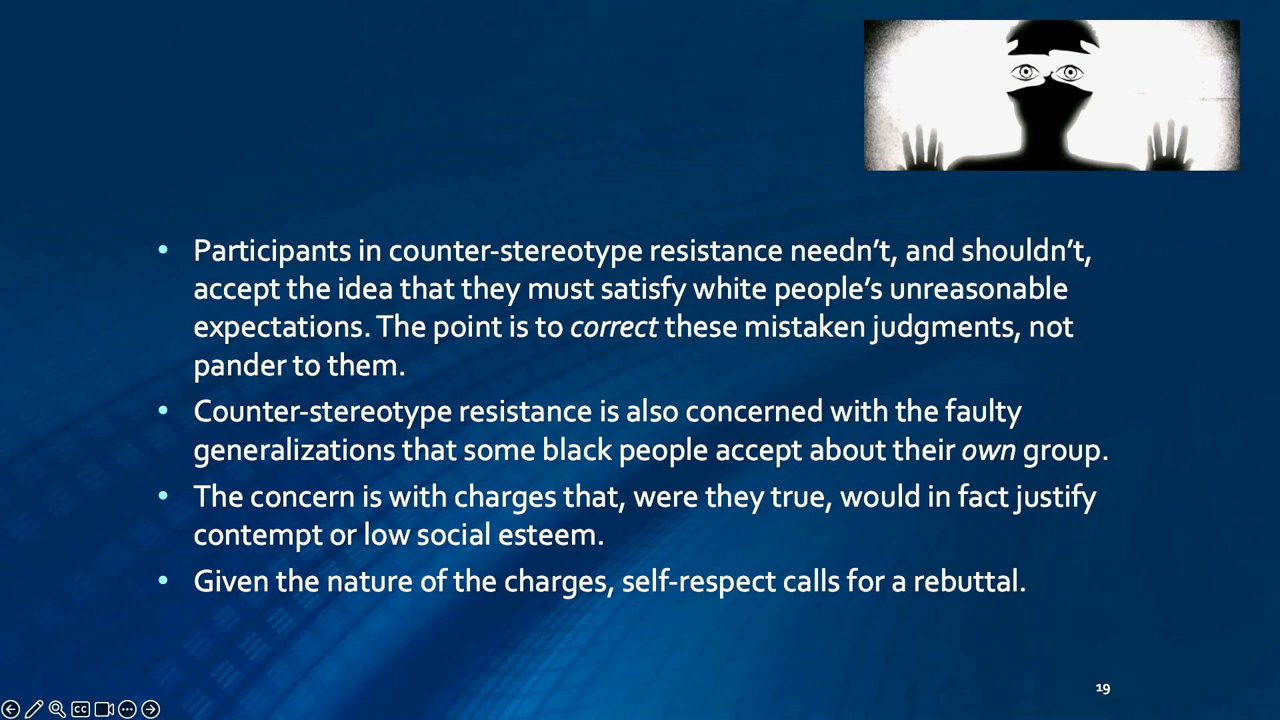 • Participants in counter-stereotype resistance needn’t, and shouldn’t,
accept the idea that they must satisfy white people’s unreasonable
expectations. The point is to correct these mistaken judgments, not
pander to them.
• Counter-stereotype resistance is also concerned with the faulty
generalizations that some black people accept about their own group.
• The concern is with charges that, were they true, would in fact justify
contempt or low social esteem.
• Given the nature of the charges, self-respect calls for a rebuttal.
19
CC